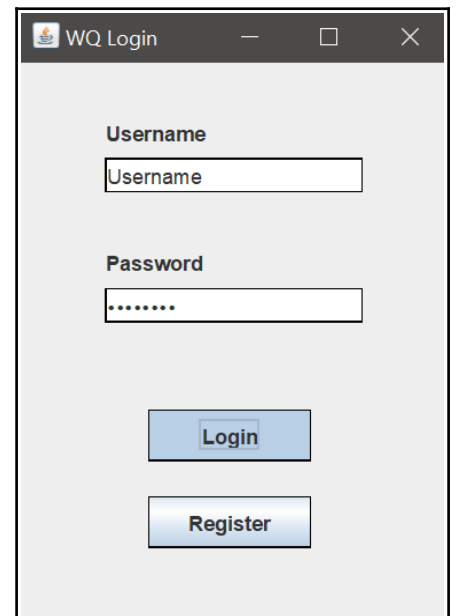 WQ Login
Username
Username
Password
••••••••
Login
Register